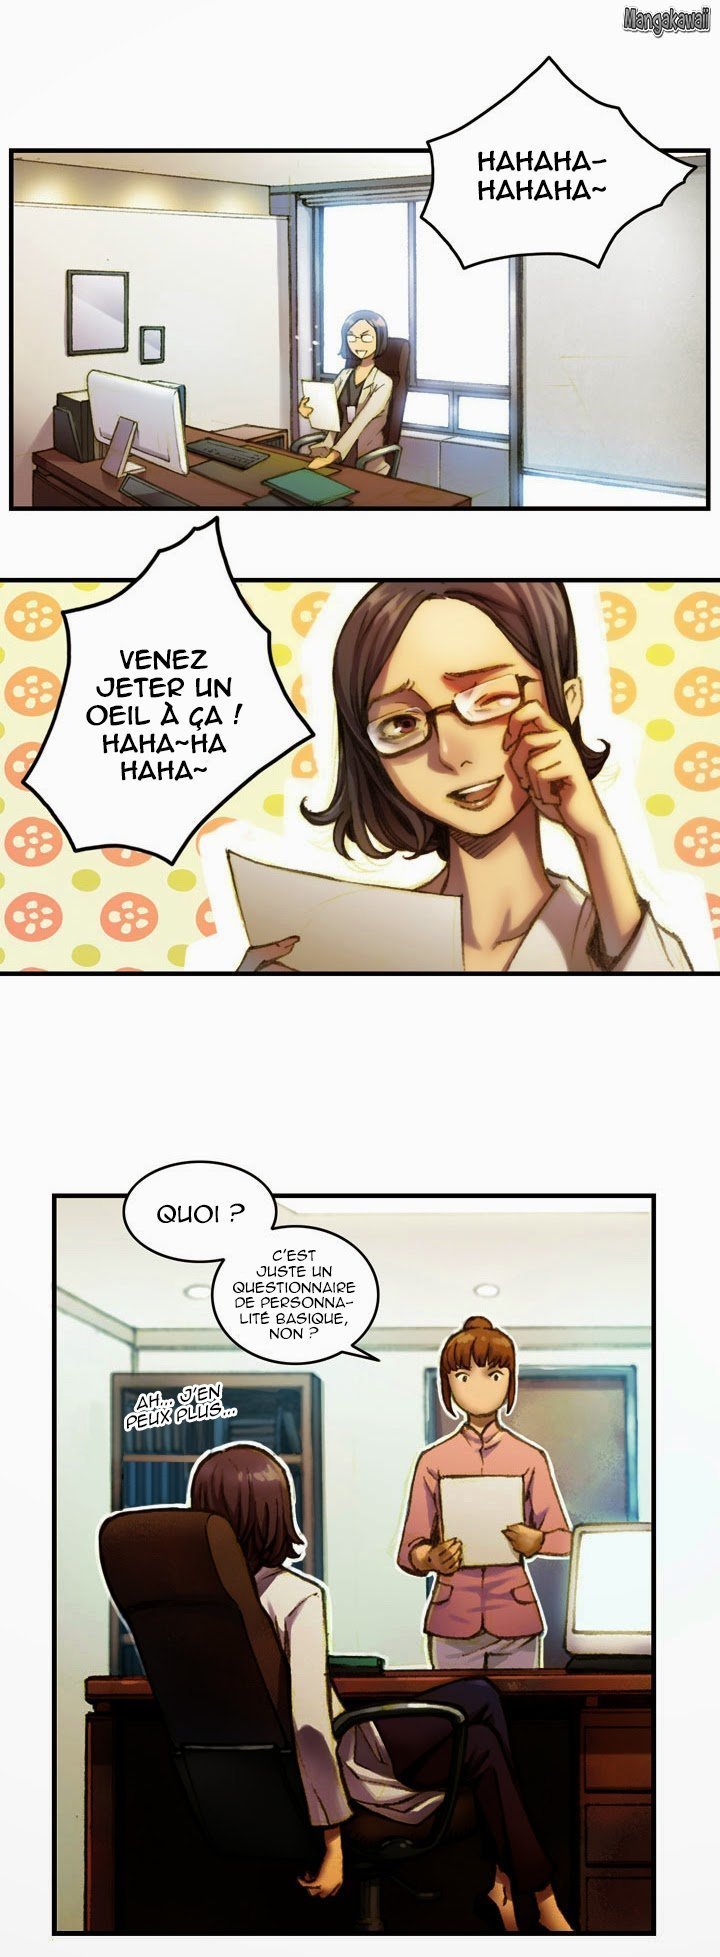 Mangakawaii
HAHAHA-
HAHAHA~
VENEZ
JETER UN
OEIL À ÇA !
HAHA~HA
HAHA~
QUOI ?
C'EST
JUSTE UN
QUESTIONNAIRE
DE PERSONNA-
LITÉ BASIQUE,
NON ?
AH... J'EN
PEUX PLUS...